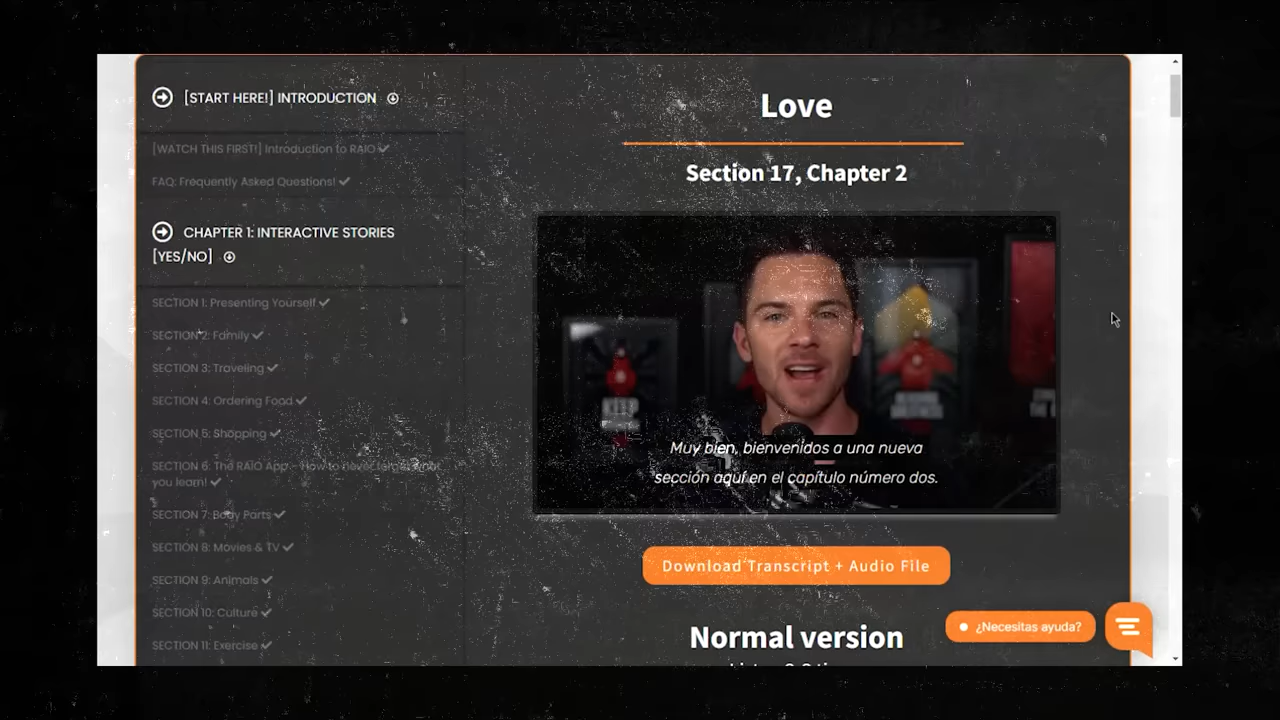 [START HERE!] INTRODUCTION
[WATCH THIS FIRST!] Introduction to RAIO
FAQ: Frequently Asked Questions!
CHAPTER 1: INTERACTIVE STORIES
[YES/NO]
SECTION 1: Presenting Yourself
SECTION 2: Family
SECTION 3: Traveling
SECTION 4: Ordering Food
SECTION 5: Shopping
SECTION 6: The RAIO App – How to never forget what
you learn!
SECTION 7: Body Parts
SECTION 8: Movies & TV
SECTION 9: Animals
SECTION 10: Culture
SECTION 11: Exercise
Love
Section 17, Chapter 2
KEEP
Muy bien, bienvenidos a una nueva
sección aquí en el capítulo número dos.
Download Transcript + Audio File
Normal version
¿Necesitas ayuda?